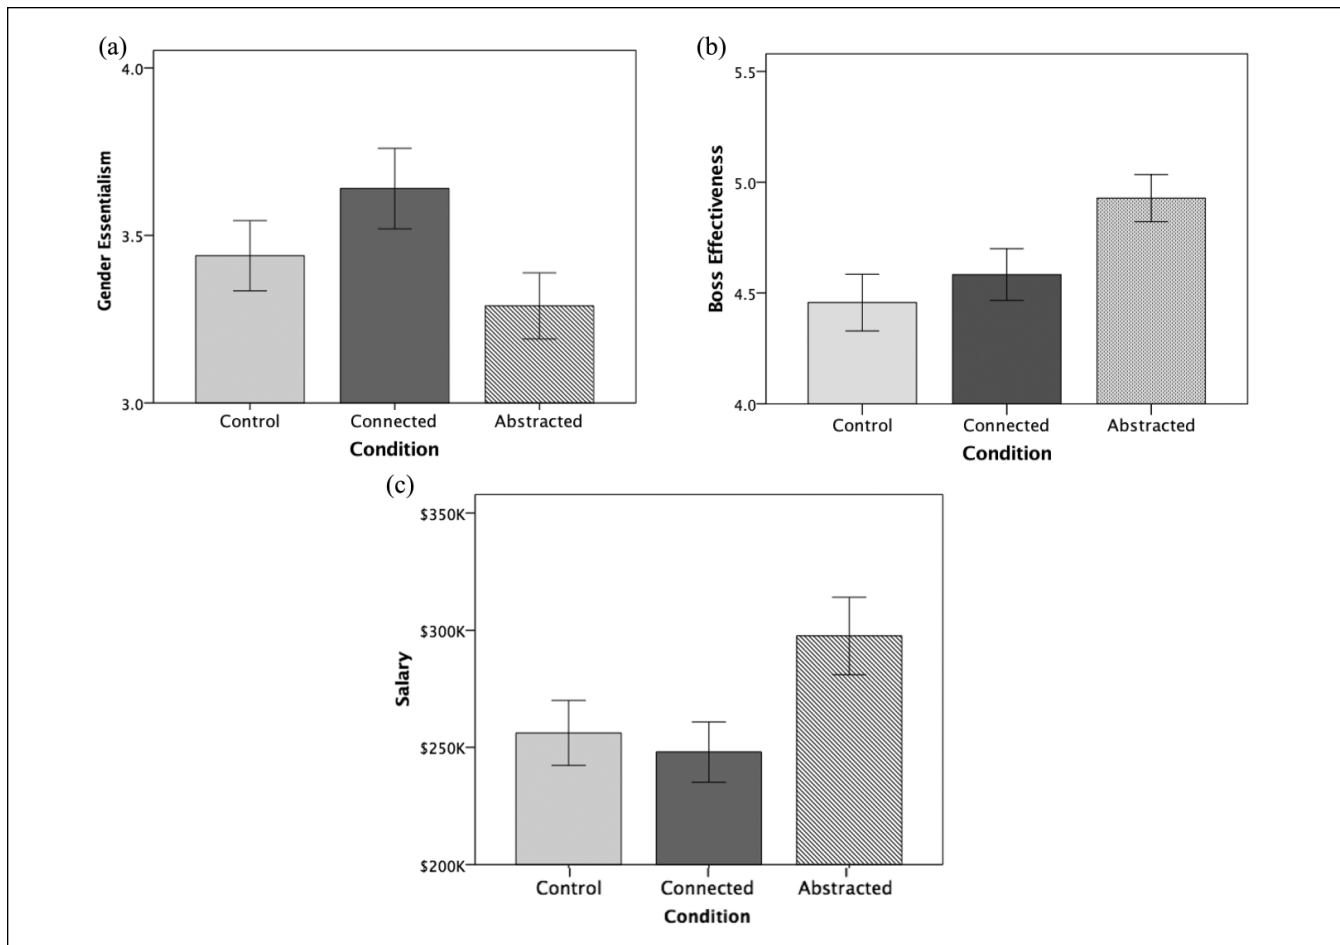 (a)
4.0
3.5
3.0
Gender Essentialism
Control Connected Abstracted
Condition
(b)
5.5
5.0
4.5
4.0
Boss Effectiveness
Control Connected Abstracted
Condition
(c)
$350K
$300K
$250K
$200K
Salary
Control Connected Abstracted
Condition